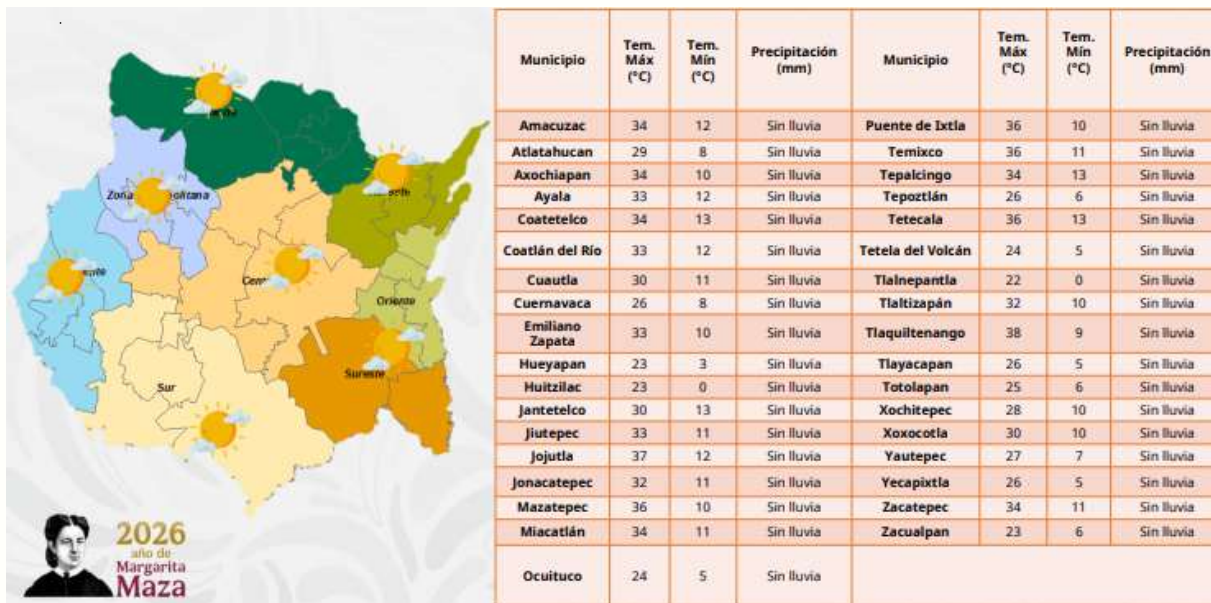 Zona
politana
Cen
Oriente
Sureste
Sur
2026
año de
Margarita
Maza
Municipio Tem. Máx (°C) Tem. Mín (°C) Precipitación (mm) Municipio Tem. Máx (°C) Tem. Mín (°C) Precipitación (mm)
Amacuzac 34 12 Sin lluvia Puente de Ixtla 36 10 Sin lluvia
Atlatahucan 29 8 Sin lluvia Temixco 36 11 Sin lluvia
Axochiapan 34 10 Sin lluvia Tepalcingo 34 13 Sin lluvia
Ayala 33 12 Sin lluvia Tepoztlán 26 6 Sin lluvia
Coatetelco 34 13 Sin lluvia Tetecala 36 13 Sin lluvia
Coatlán del Río 33 12 Sin lluvia Tetela del Volcán 24 5 Sin lluvia
Cuautla 30 11 Sin lluvia Tlalnepantla 22 0 Sin lluvia
Cuernavaca 26 8 Sin lluvia Tlaltizapán 32 10 Sin lluvia
Emiliano Zapata 33 10 Sin lluvia Tlaquiltenango 38 9 Sin lluvia
Hueyapan 23 3 Sin lluvia Tlayacapan 26 5 Sin lluvia
Huitzilac 23 0 Sin lluvia Totolapan 25 6 Sin lluvia
Jantetelco 30 13 Sin lluvia Xochitepec 28 10 Sin lluvia
Jiutepec 33 11 Sin lluvia Xoxocotla 30 10 Sin lluvia
Jojutla 37 12 Sin lluvia Yautepec 27 7 Sin lluvia
Jonacatepec 32 11 Sin lluvia Yecapixtla 26 5 Sin lluvia
Mazatepec 36 10 Sin lluvia Zacatepec 34 11 Sin lluvia
Miacatlán 34 11 Sin lluvia Zacualpan 23 6 Sin lluvia
Ocuituco 24 5 Sin lluvia